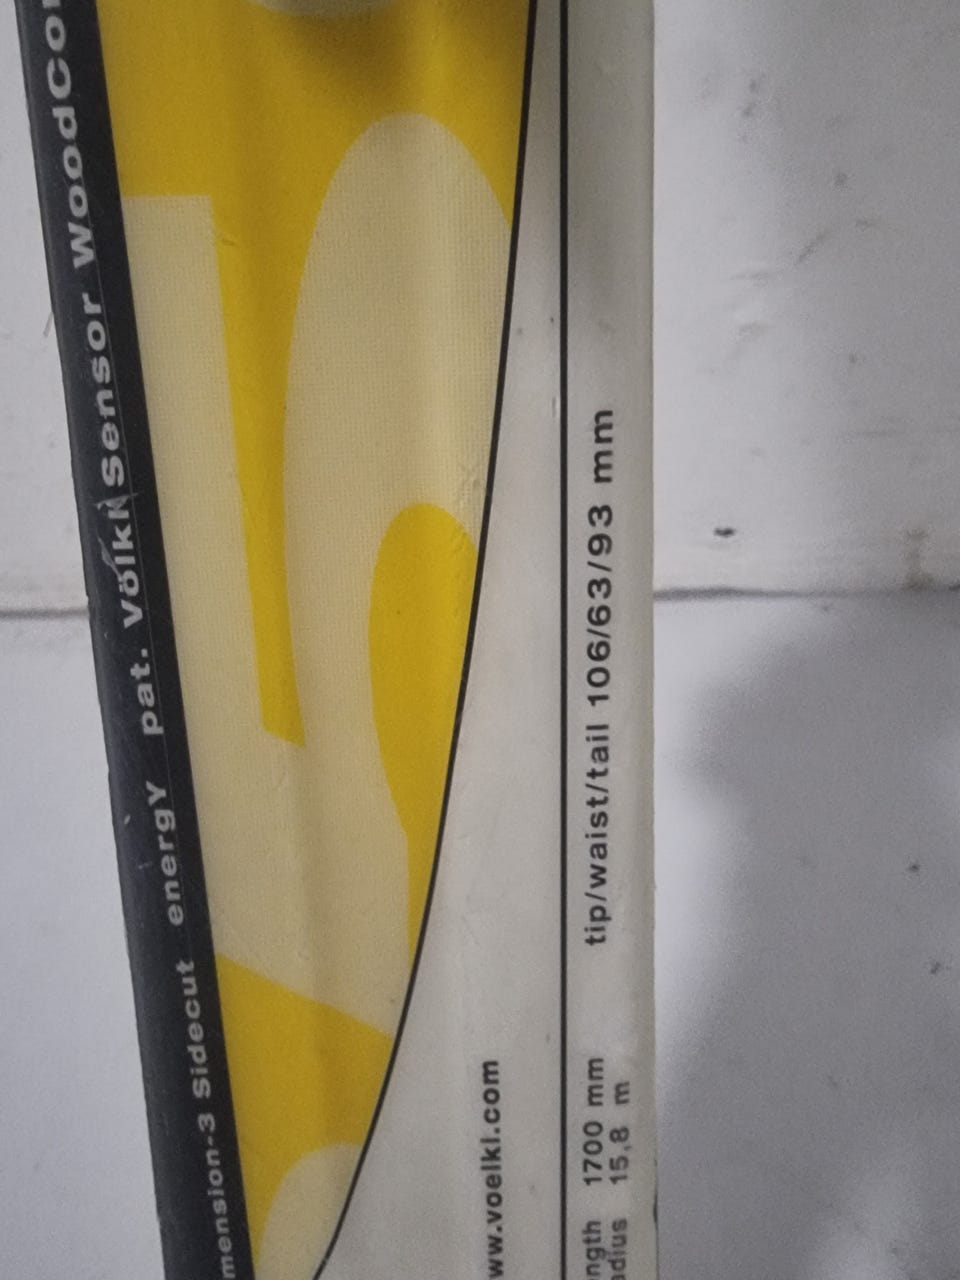 mension-3 Sidecut energy pat. völkl Sensor WoodCor
ww.voelkl.com
ngth 1700 mm tip/waist/tail 106/63/93 mm
adius 15,8 m